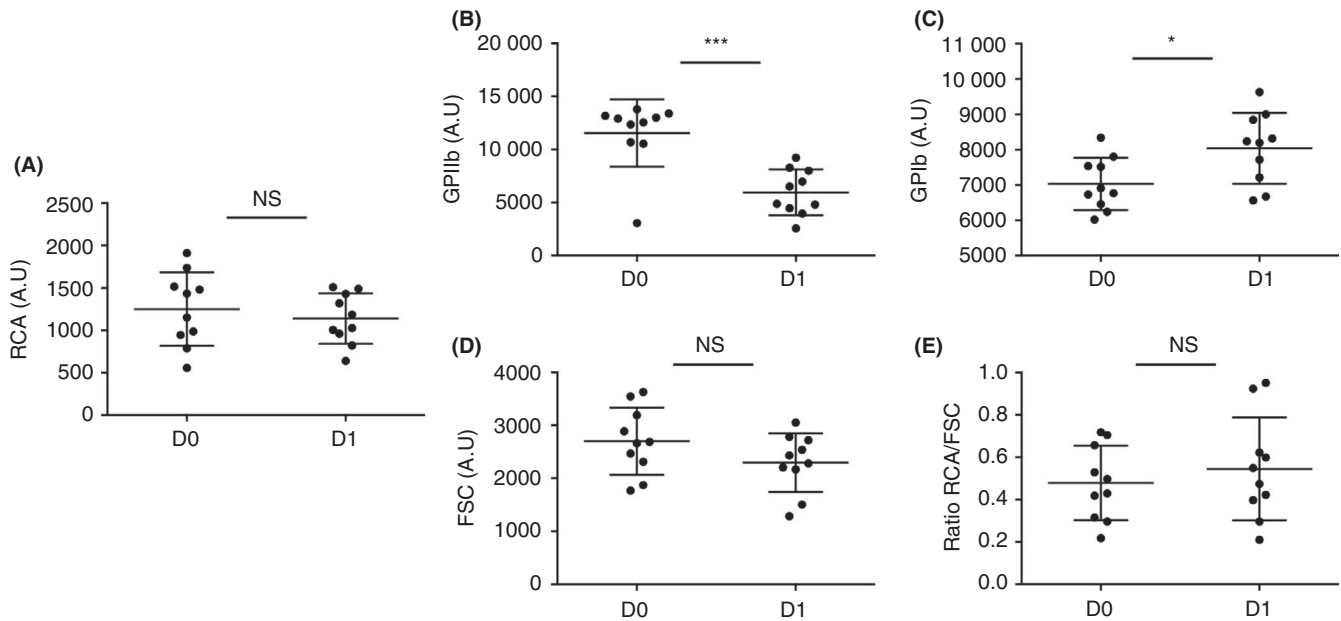 (A)
NS
2500
2000
1500
1000
500
0
RCA (A.U)
D0 D1
(B)
***
20 000
15 000
10 000
5000
0
GPIIb (A.U)
D0 D1
(C)
*
11 000
10 000
9000
8000
7000
6000
5000
GPIb (A.U)
D0 D1
(D)
NS
4000
3000
2000
1000
0
FSC (A.U)
D0 D1
(E)
NS
1.0
0.8
0.6
0.4
0.2
0.0
Ratio RCA/FSC
D0 D1